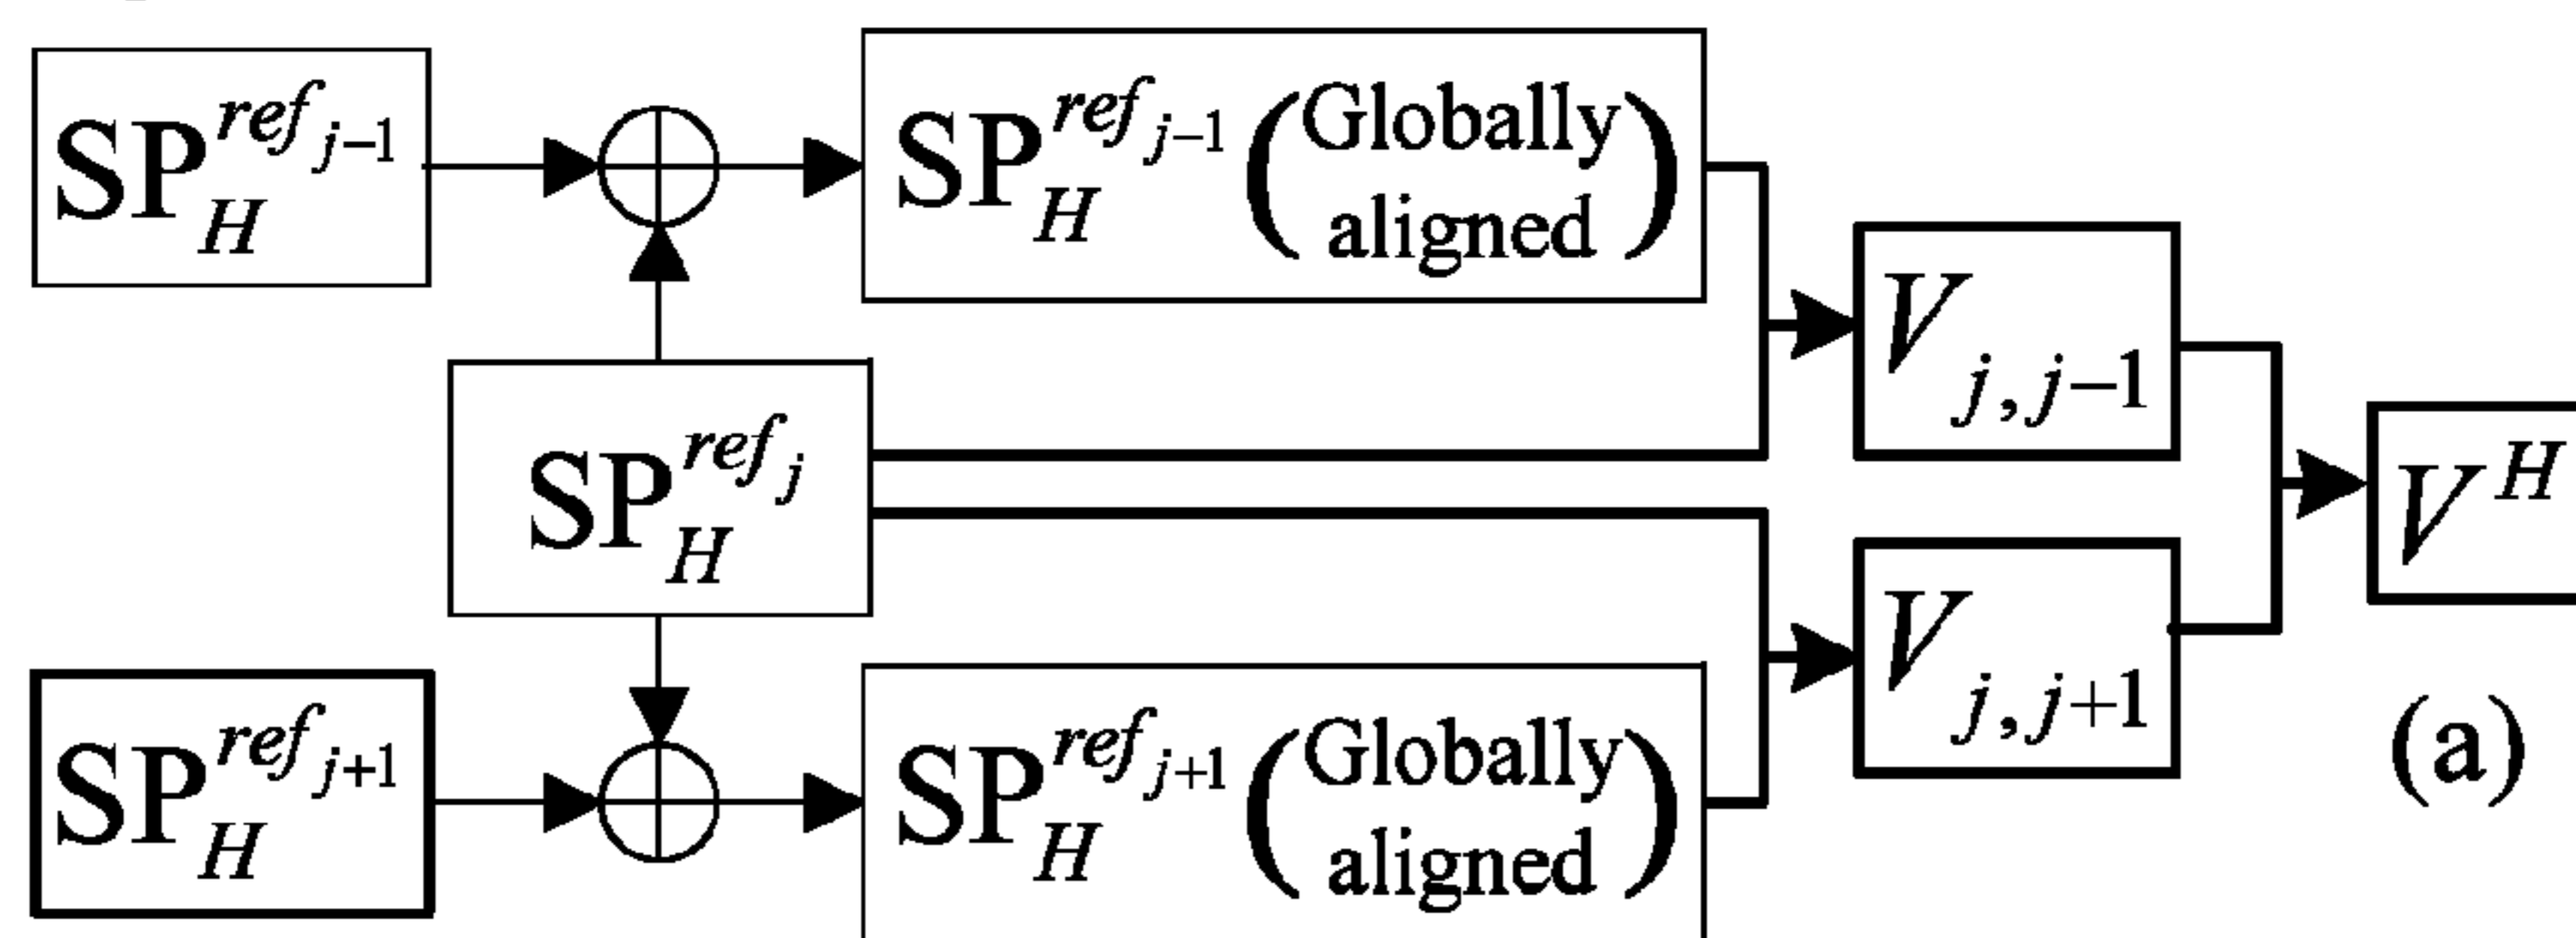 SP_H^{ref_{j-1}}
SP_H^{ref_{j-1}} (Globally
aligned)
V_{j,j-1}
SP_H^{ref_j}
V^H
SP_H^{ref_{j+1}}
SP_H^{ref_{j+1}} (Globally
aligned)
V_{j,j+1}
(a)